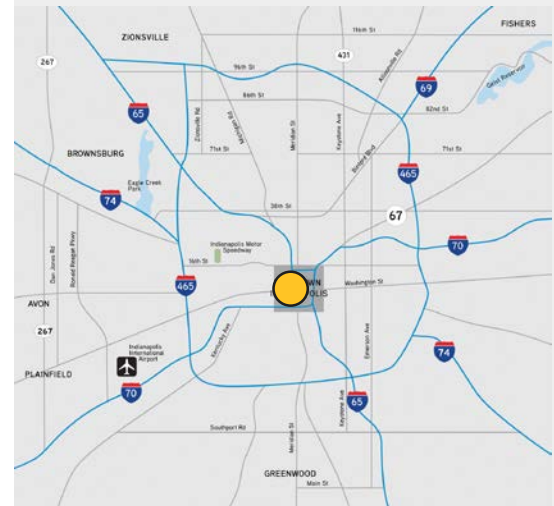 116th St
FISHERS
ZIONSVILLE
431
267
96th St
Allisonville Rd
Geist Reservoir
69
86th St
82nd St
65
Zionsville Rd
Michigan Rd
Meridian St
Keystone Ave
Binford Blvd
71st St
71st St
BROWNSBURG
465
Eagle Creek
Park
74
38th St
67
Dan Jones Rd
Ronald Reagan Pkwy
Indianapolis Motor
Speedway
70
16th St
465
WN
OLIS
Washington St
AVON
267
Kentucky Ave
Emerson Ave
Indianapolis
International
Airport
74
PLAINFIELD
70
65
Keystone Ave
Southport Rd
Meridian St
GREENWOOD
Main St